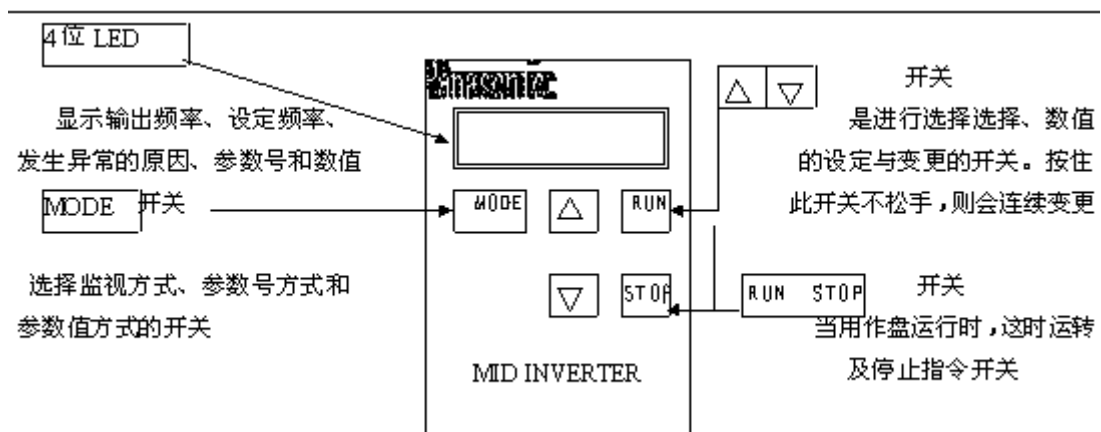 4位 LED
显示输出频率、设定频率、
发生异常的原因、参数号和数值
MODE 开关
选择监视方式、参数号方式和
参数值方式的开关
Panasonic
MODE △ RUN
▽ STOP
MID INVERTER
△ ▽ 开关
是进行选择选择、数值
的设定与变更的开关。按住
此开关不松手，则会连续变更
RUN STOP 开关
当用作盘运行时，这时运转
及停止指令开关